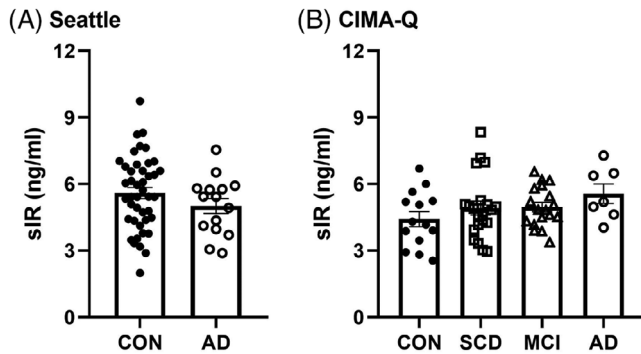 (A) Seattle
(B) CIMA-Q
12
9
6
3
0
sIR (ng/ml)
CON AD
12
9
6
3
0
sIR (ng/ml)
CON SCD MCI AD